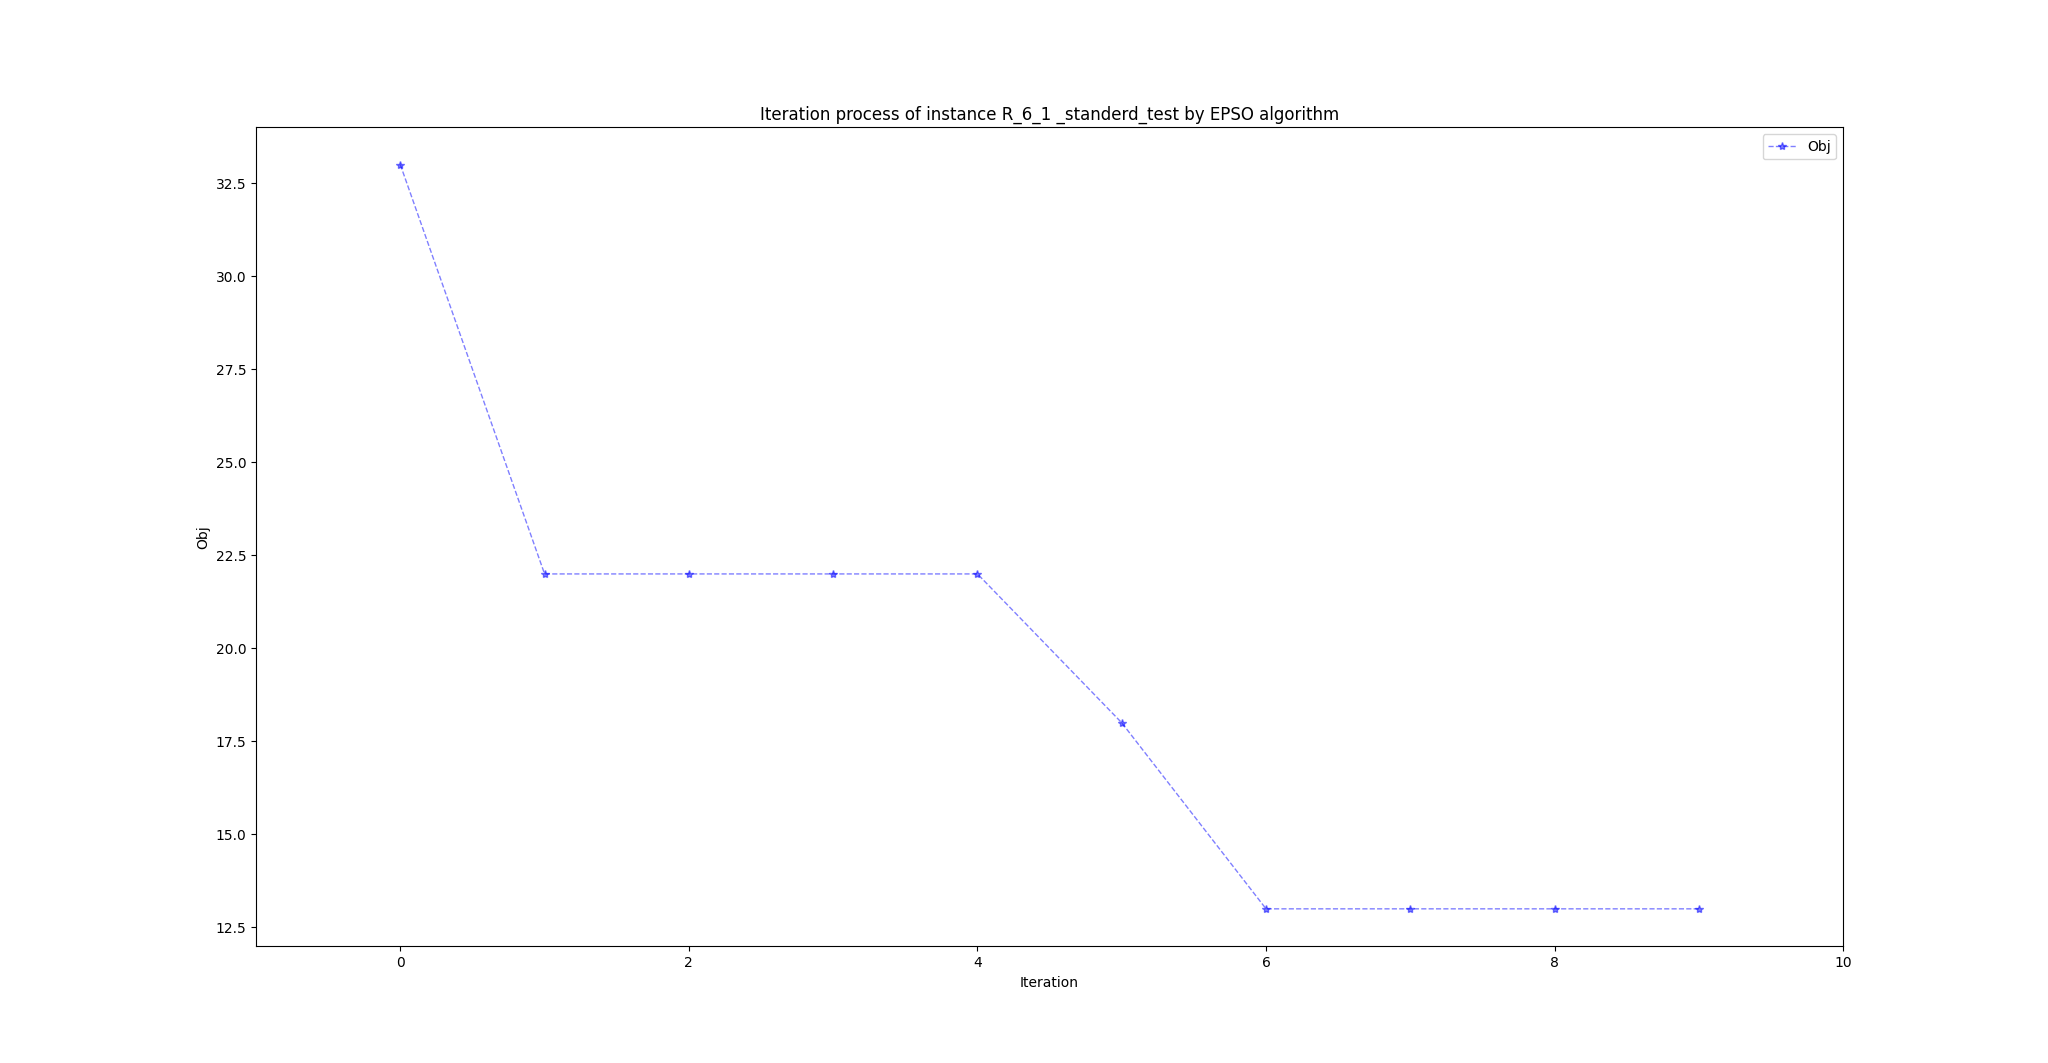 Iteration process of instance R_6_1 _standerd_test by EPSO algorithm
Obj
32.5
30.0
27.5
25.0
22.5
20.0
17.5
15.0
12.5
Obj
0 2 4 6 8 10
Iteration